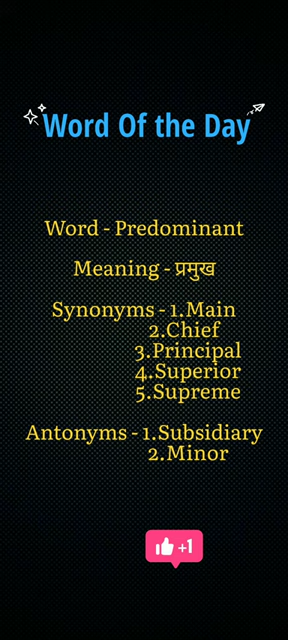 Word Of the Day
Word - Predominant
Meaning - प्रमुख
Synonyms - 1.Main
2.Chief
3.Principal
4.Superior
5.Supreme
Antonyms - 1.Subsidiary
2.Minor
+1